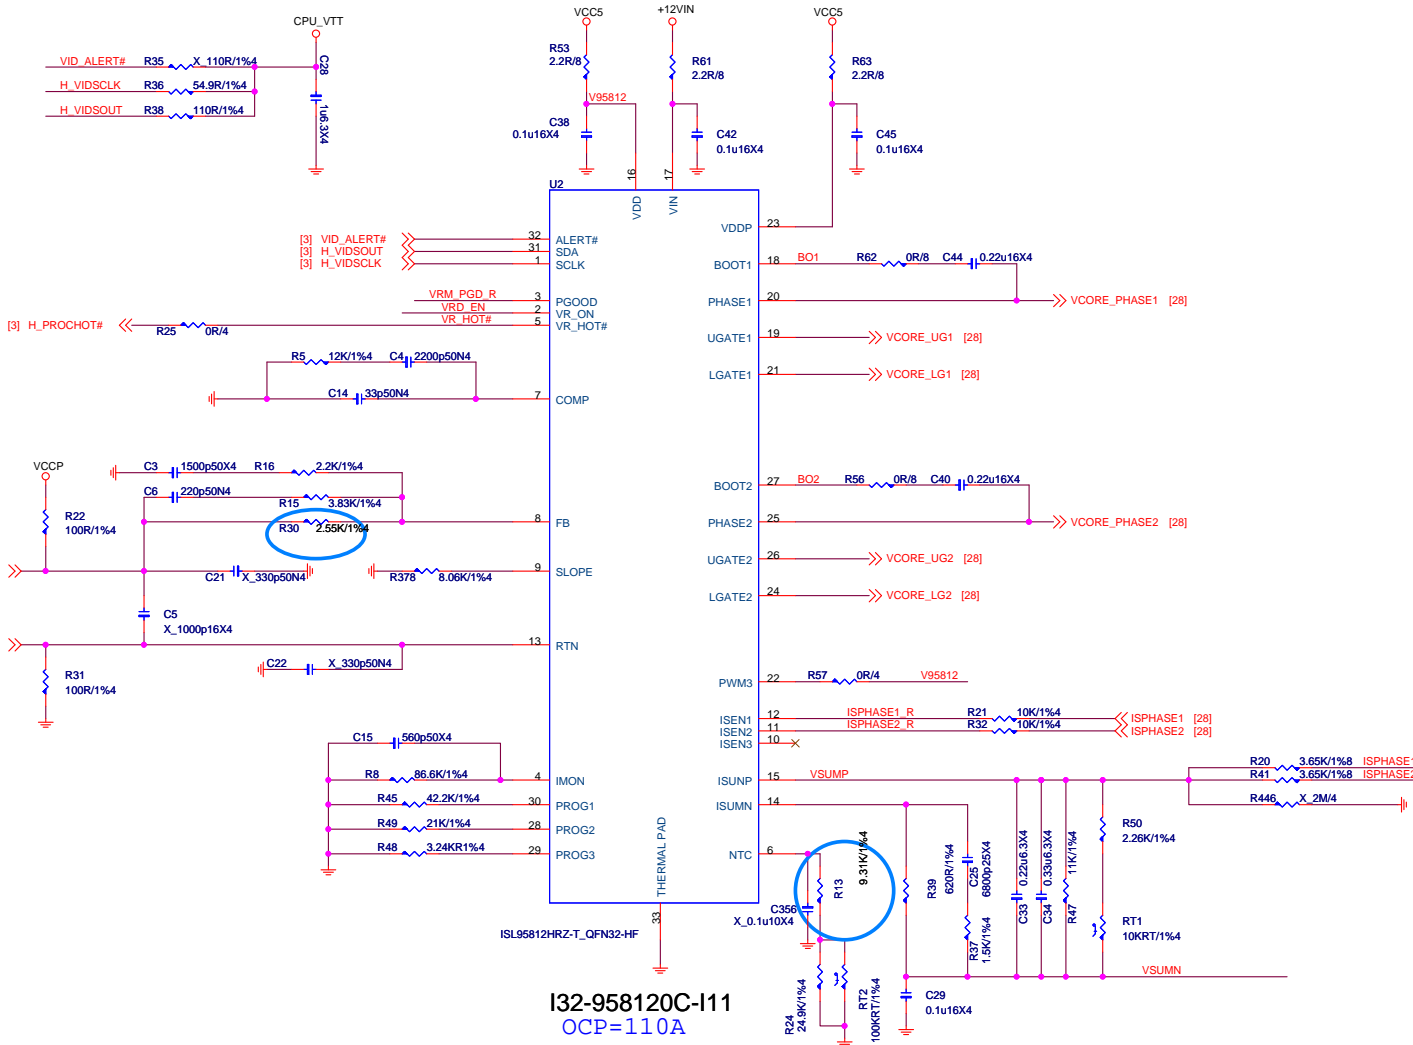 CPU_VTT
VCC5
+12VIN
VCC5
VID_ALERT#
R35
X_110R/1%4
H_VIDSCLK
R36
54.9R/1%4
H_VIDSOUT
R38
110R/1%4
C28
1u6.3X4
R53
2.2R/8
R61
2.2R/8
R63
2.2R/8
V95812
C38
0.1u16X4
C42
0.1u16X4
C45
0.1u16X4
U2
16
17
VDD
VIN
VDDP
23
[3] VID_ALERT#
32
ALERT#
[3] H_VIDSOUT
31
SDA
[3] H_VIDSCLK
1
SCLK
BOOT1
18
BO1
R62
0R/8
C44
0.22u16X4
VRM_PGD_R
3
PGOOD
VRD_EN
2
VR_ON
[3] H_PROCHOT#
R25
0R/4
VR_HOT#
5
VR_HOT#
PHASE1
20
VCORE_PHASE1 [28]
UGATE1
19
VCORE_UG1 [28]
R5
12K/1%4
C4
2200p50N4
LGATE1
21
VCORE_LG1 [28]
C14
33p50N4
7
COMP
VCCP
C3
1500p50X4
R16
2.2K/1%4
C6
220p50N4
R15
3.83K/1%4
BOOT2
27
BO2
R56
0R/8
C40
0.22u16X4
R22
100R/1%4
R30
2.55K/1%4
8
FB
PHASE2
25
VCORE_PHASE2 [28]
UGATE2
26
VCORE_UG2 [28]
C21
X_330p50N4
R378
8.06K/1%4
9
SLOPE
LGATE2
24
VCORE_LG2 [28]
C5
X_1000p16X4
13
RTN
C22
X_330p50N4
R31
100R/1%4
PWM3
22
R57
0R/4
V95812
ISEN1
12
ISPHASE1_R
R21
10K/1%4
ISPHASE1 [28]
ISEN2
11
ISPHASE2_R
R32
10K/1%4
ISPHASE2 [28]
ISEN3
10
C15
560p50X4
R8
86.6K/1%4
4
IMON
ISUNP
15
VSUMP
R20
3.65K/1%8
ISPHASE1
R41
3.65K/1%8
ISPHASE2
R446
X_2M/4
R45
42.2K/1%4
30
PROG1
ISUMN
14
R49
21K/1%4
28
PROG2
R48
3.24KR1%4
29
PROG3
NTC
6
THERMAL PAD
33
R13
9.31K/1%4
C356
X_0.1u10X4
R39
620R/1%4
C25
6800p25X4
R37
1.5K/1%4
C33
0.22u6.3X4
C34
0.33u6.3X4
R47
11K/1%4
R50
2.26K/1%4
RT1
10KRT/1%4
VSUMN
ISL95812HRZ-T_QFN32-HF
R24
24.9K/1%4
RT2
100KRT/1%4
C29
0.1u16X4
I32-958120C-I11
OCP=110A